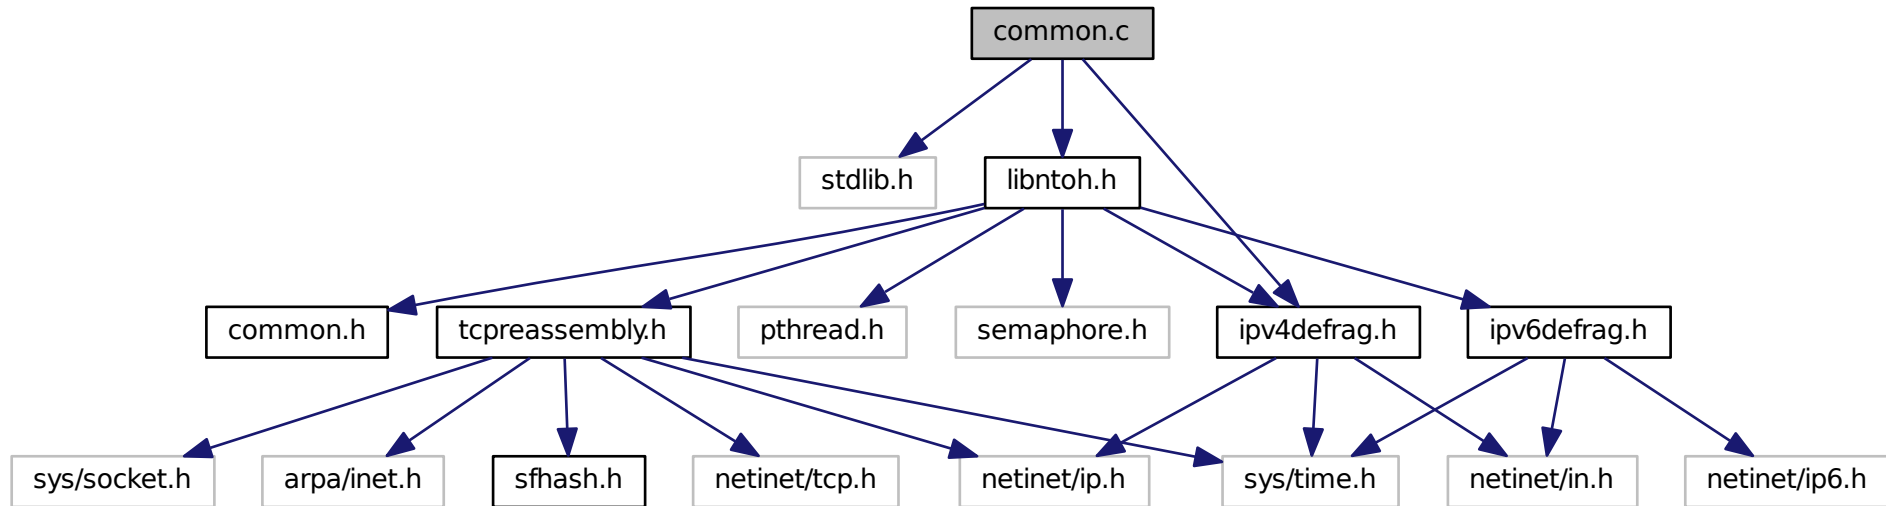 common.c
stdlib.h
libntoh.h
common.h
tcpreassembly.h
pthread.h
semaphore.h
ipv4defrag.h
ipv6defrag.h
sys/socket.h
arpa/inet.h
sfhash.h
netinet/tcp.h
netinet/ip.h
sys/time.h
netinet/in.h
netinet/ip6.h